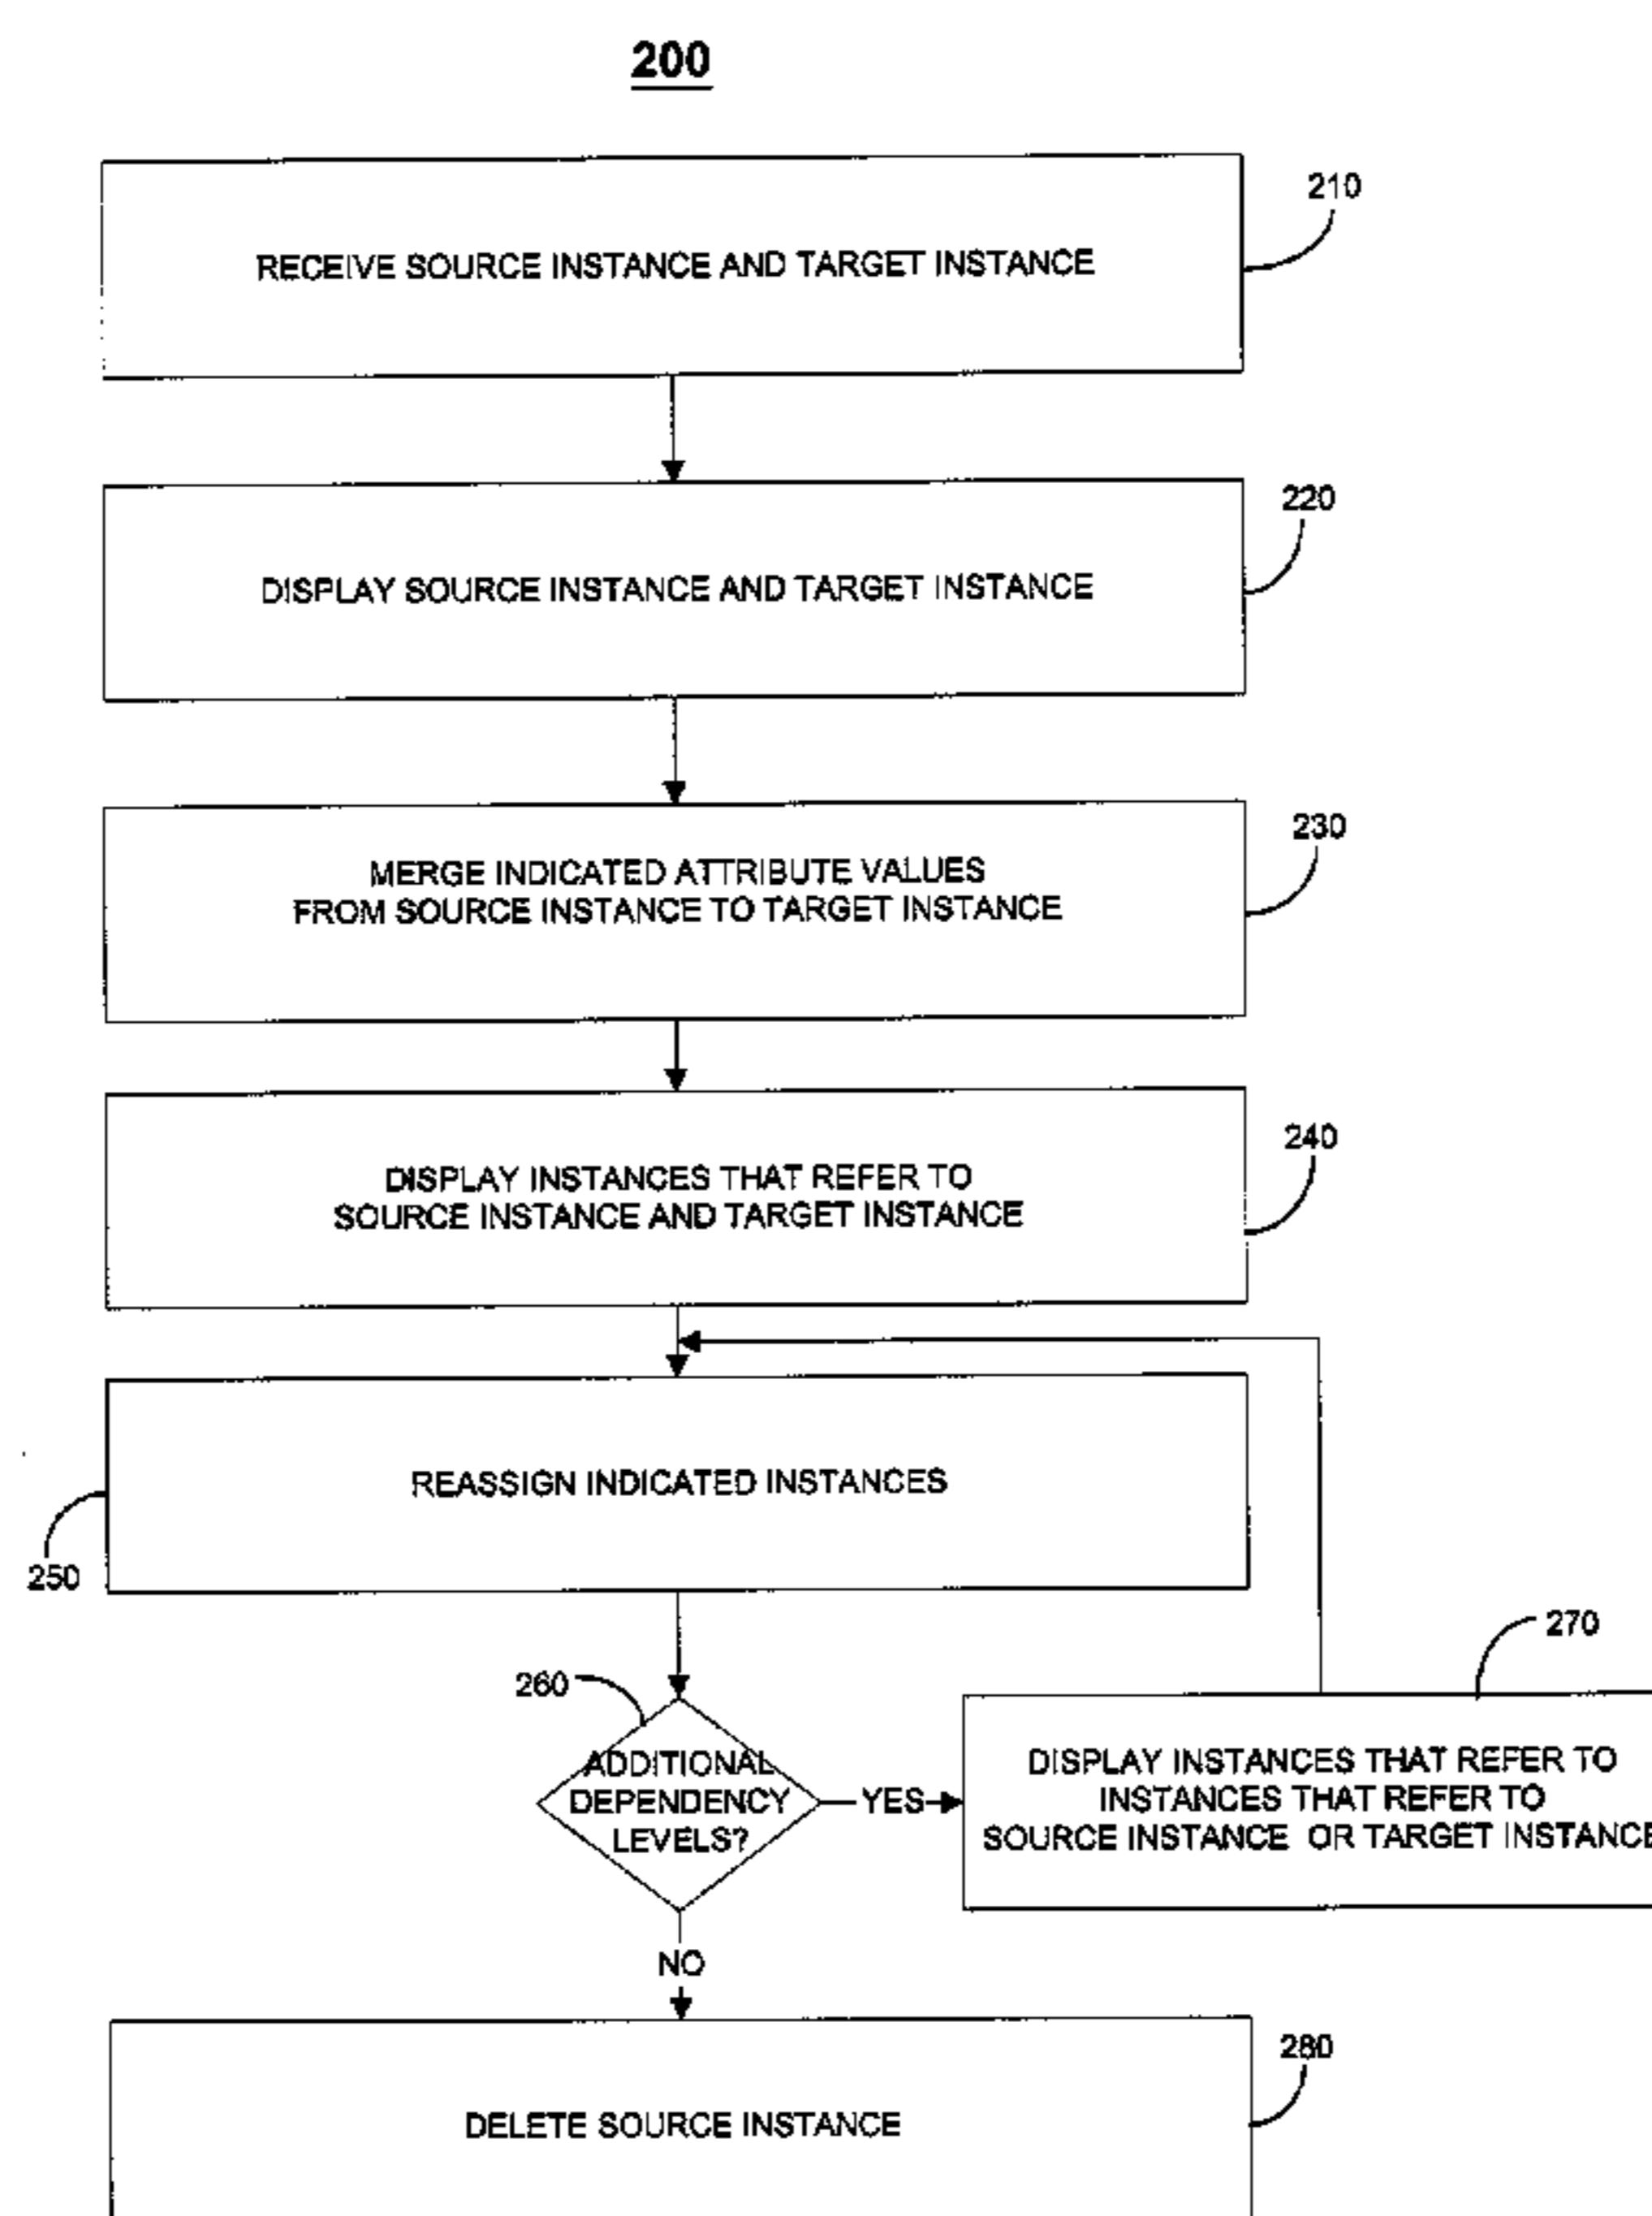 200
RECEIVE SOURCE INSTANCE AND TARGET INSTANCE
210
DISPLAY SOURCE INSTANCE AND TARGET INSTANCE
220
MERGE INDICATED ATTRIBUTE VALUES
FROM SOURCE INSTANCE TO TARGET INSTANCE
230
DISPLAY INSTANCES THAT REFER TO
SOURCE INSTANCE AND TARGET INSTANCE
240
REASSIGN INDICATED INSTANCES
250
260
ADDITIONAL
DEPENDENCY
LEVELS?
YES
270
DISPLAY INSTANCES THAT REFER TO
INSTANCES THAT REFER TO
SOURCE INSTANCE OR TARGET INSTANCE
NO
DELETE SOURCE INSTANCE
280